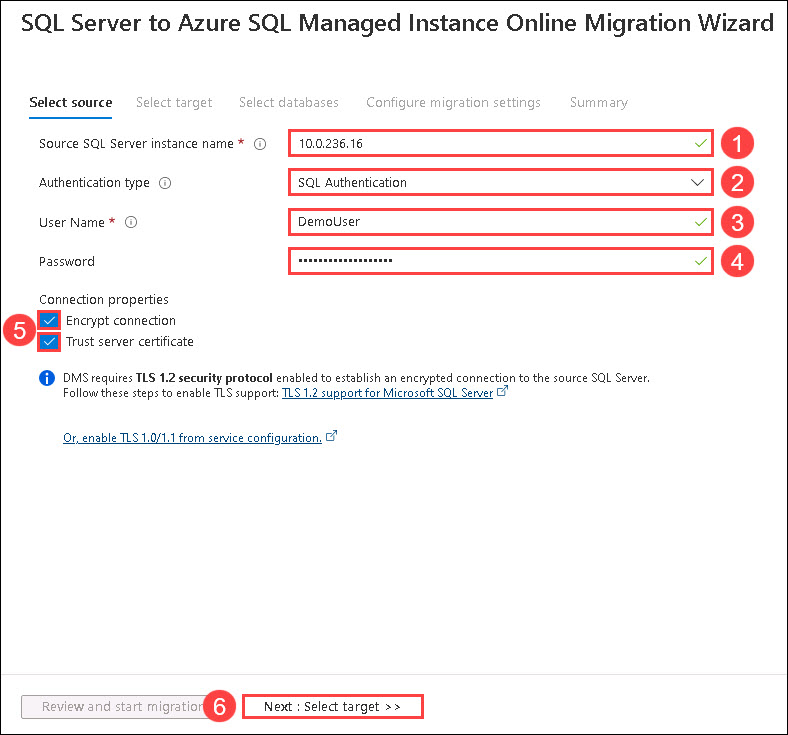 SQL Server to Azure SQL Managed Instance Online Migration Wizard
Select source Select target Select databases Configure migration settings Summary
Source SQL Server instance name * 10.0.236.16 1
Authentication type SQL Authentication 2
User Name * DemoUser 3
Password ••••••••••••••••••• 4
Connection properties
5 Encrypt connection
Trust server certificate
DMS requires TLS 1.2 security protocol enabled to establish an encrypted connection to the source SQL Server.
Follow these steps to enable TLS support: TLS 1.2 support for Microsoft SQL Server
Or, enable TLS 1.0/1.1 from service configuration.
Review and start migration 6 Next : Select target >>